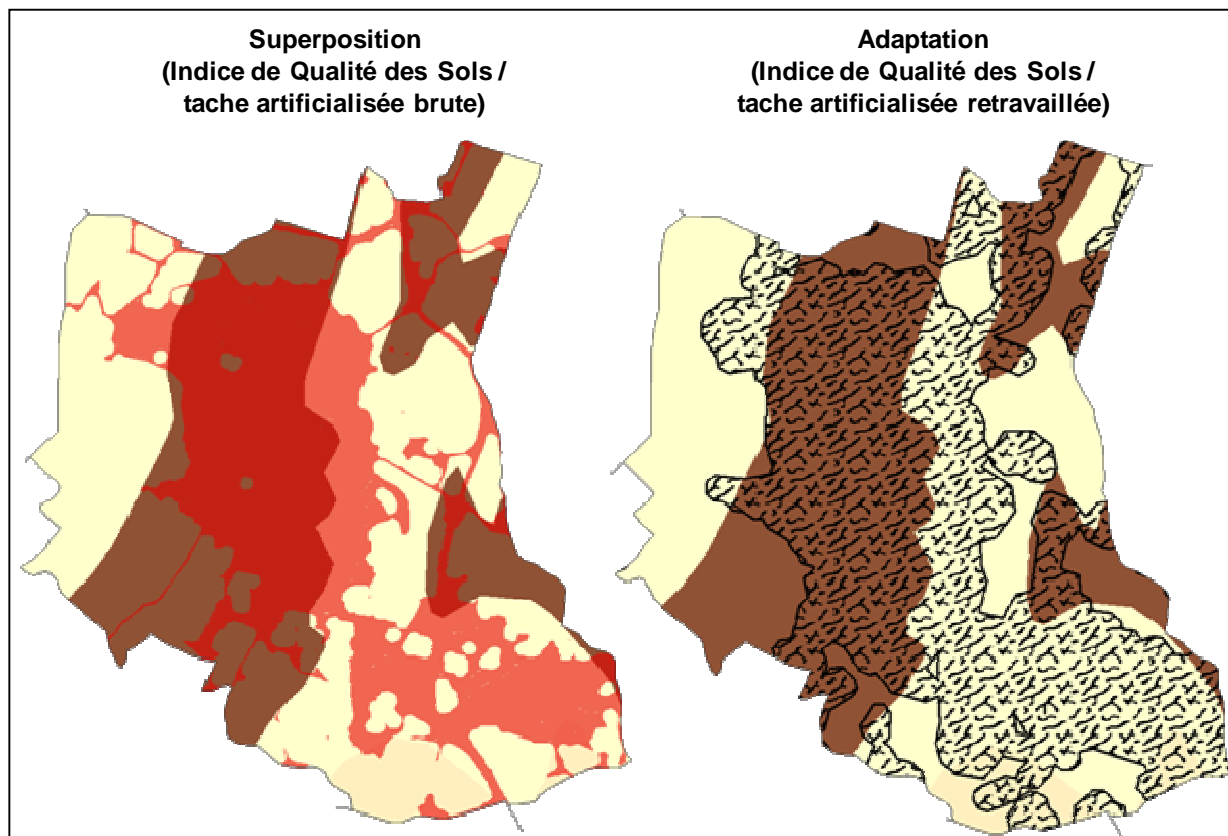 Superposition
(Indice de Qualité des Sols /
tache artificialisée brute)
Adaptation
(Indice de Qualité des Sols /
tache artificialisée retravaillée)